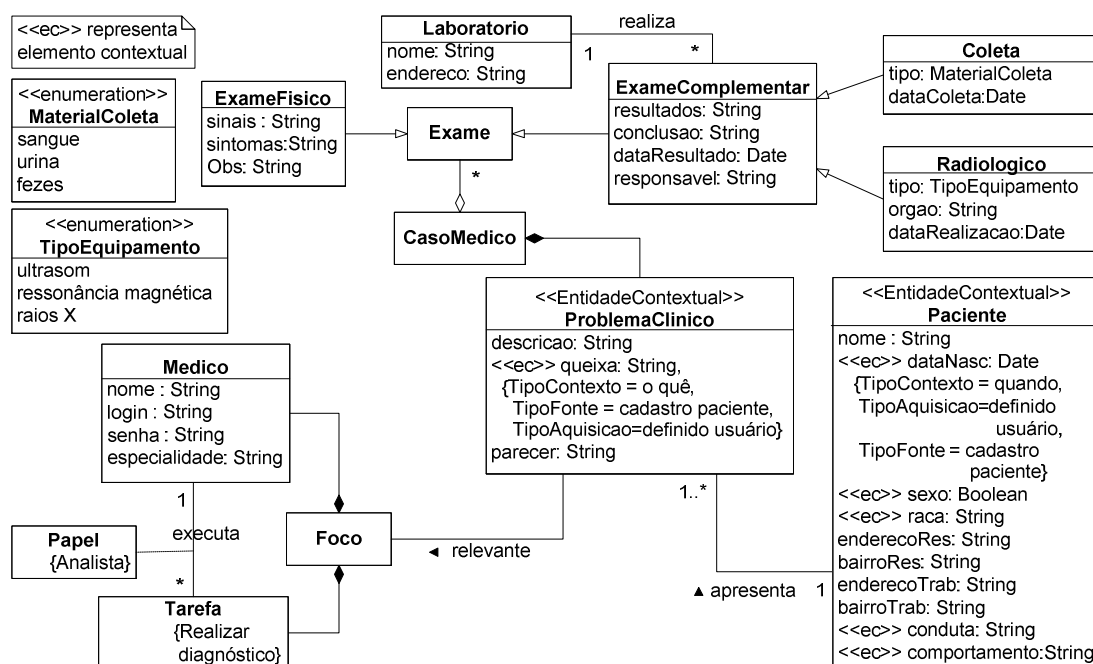 <<ec>> representa
elemento contextual
<<enumeration>>
MaterialColeta
sangue
urina
fezes
<<enumeration>>
TipoEquipamento
ultrasom
ressonância magnética
raios X
ExameFisico
sinais : String
sintomas:String
Obs: String
Laboratorio
nome: String
endereco: String
realiza
1
*
Exame
*
CasoMedico
ExameComplementar
resultados: String
conclusao: String
dataResultado: Date
responsavel: String
Coleta
tipo: MaterialColeta
dataColeta:Date
Radiologico
tipo: TipoEquipamento
orgao: String
dataRealizacao:Date
<<EntidadeContextual>>
ProblemaClinico
descricao: String
<<ec>> queixa: String,
{TipoContexto = o quê,
TipoFonte = cadastro paciente,
TipoAquisicao=definido usuário}
parecer: String
<<EntidadeContextual>>
Paciente
nome : String
<<ec>> dataNasc: Date
{TipoContexto = quando,
TipoAquisicao=definido
usuário,
TipoFonte = cadastro
paciente}
<<ec>> sexo: Boolean
<<ec>> raca: String
enderecoRes: String
bairroRes: String
enderecoTrab: String
bairroTrab: String
<<ec>> conduta: String
<<ec>> comportamento:String
Medico
nome : String
login : String
senha : String
especialidade: String
1
executa
*
Papel
{Analista}
Foco
◄ relevante
1..*
▲ apresenta
1
Tarefa
{Realizar
diagnóstico}